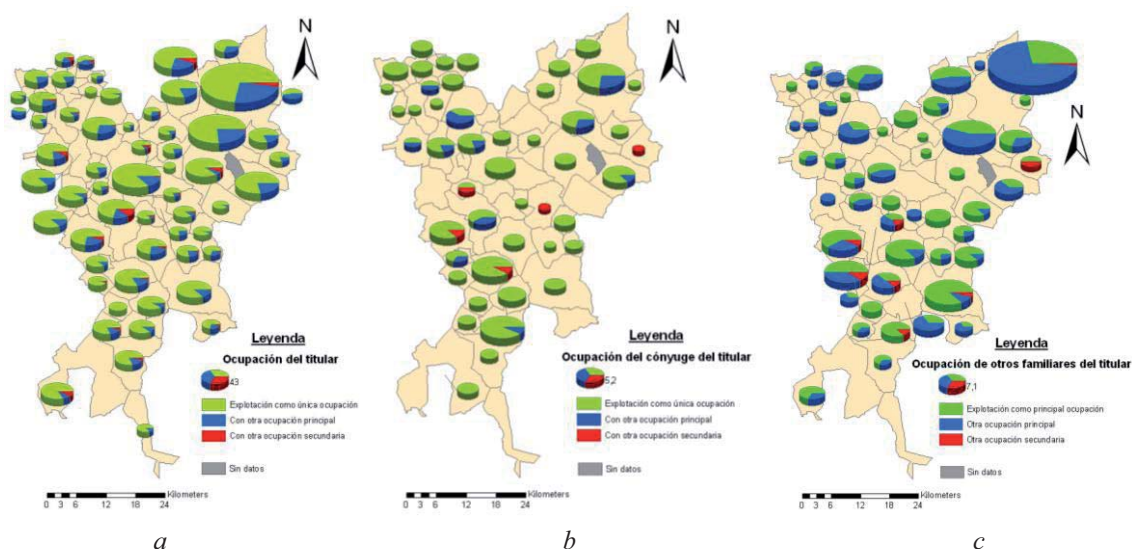 N
Leyenda
Ocupación del titular
43
Explotación como única ocupación
Con otra ocupación principal
Con otra ocupación secundaria
Sin datos
Kilometers
0 3 6 12 18 24
a
N
Leyenda
Ocupación del cónyuge del titular
5,2
Explotación como única ocupación
Con otra ocupación principal
Con otra ocupación secundaria
Sin datos
Kilometers
0 3 6 12 18 24
b
N
Leyenda
Ocupación de otros familiares del titular
7,1
Explotación como principal ocupación
Otra ocupación principal
Otra ocupación secundaria
Sin datos
Kilometers
0 3 6 12 18 24
c